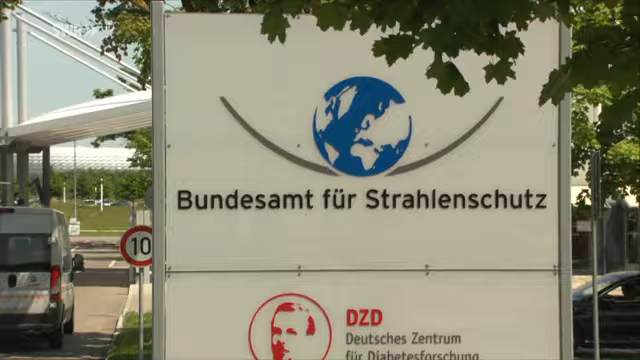 Bundesamt für Strahlenschutz
10
DZD
Deutsches Zentrum
für Diabetesforschung